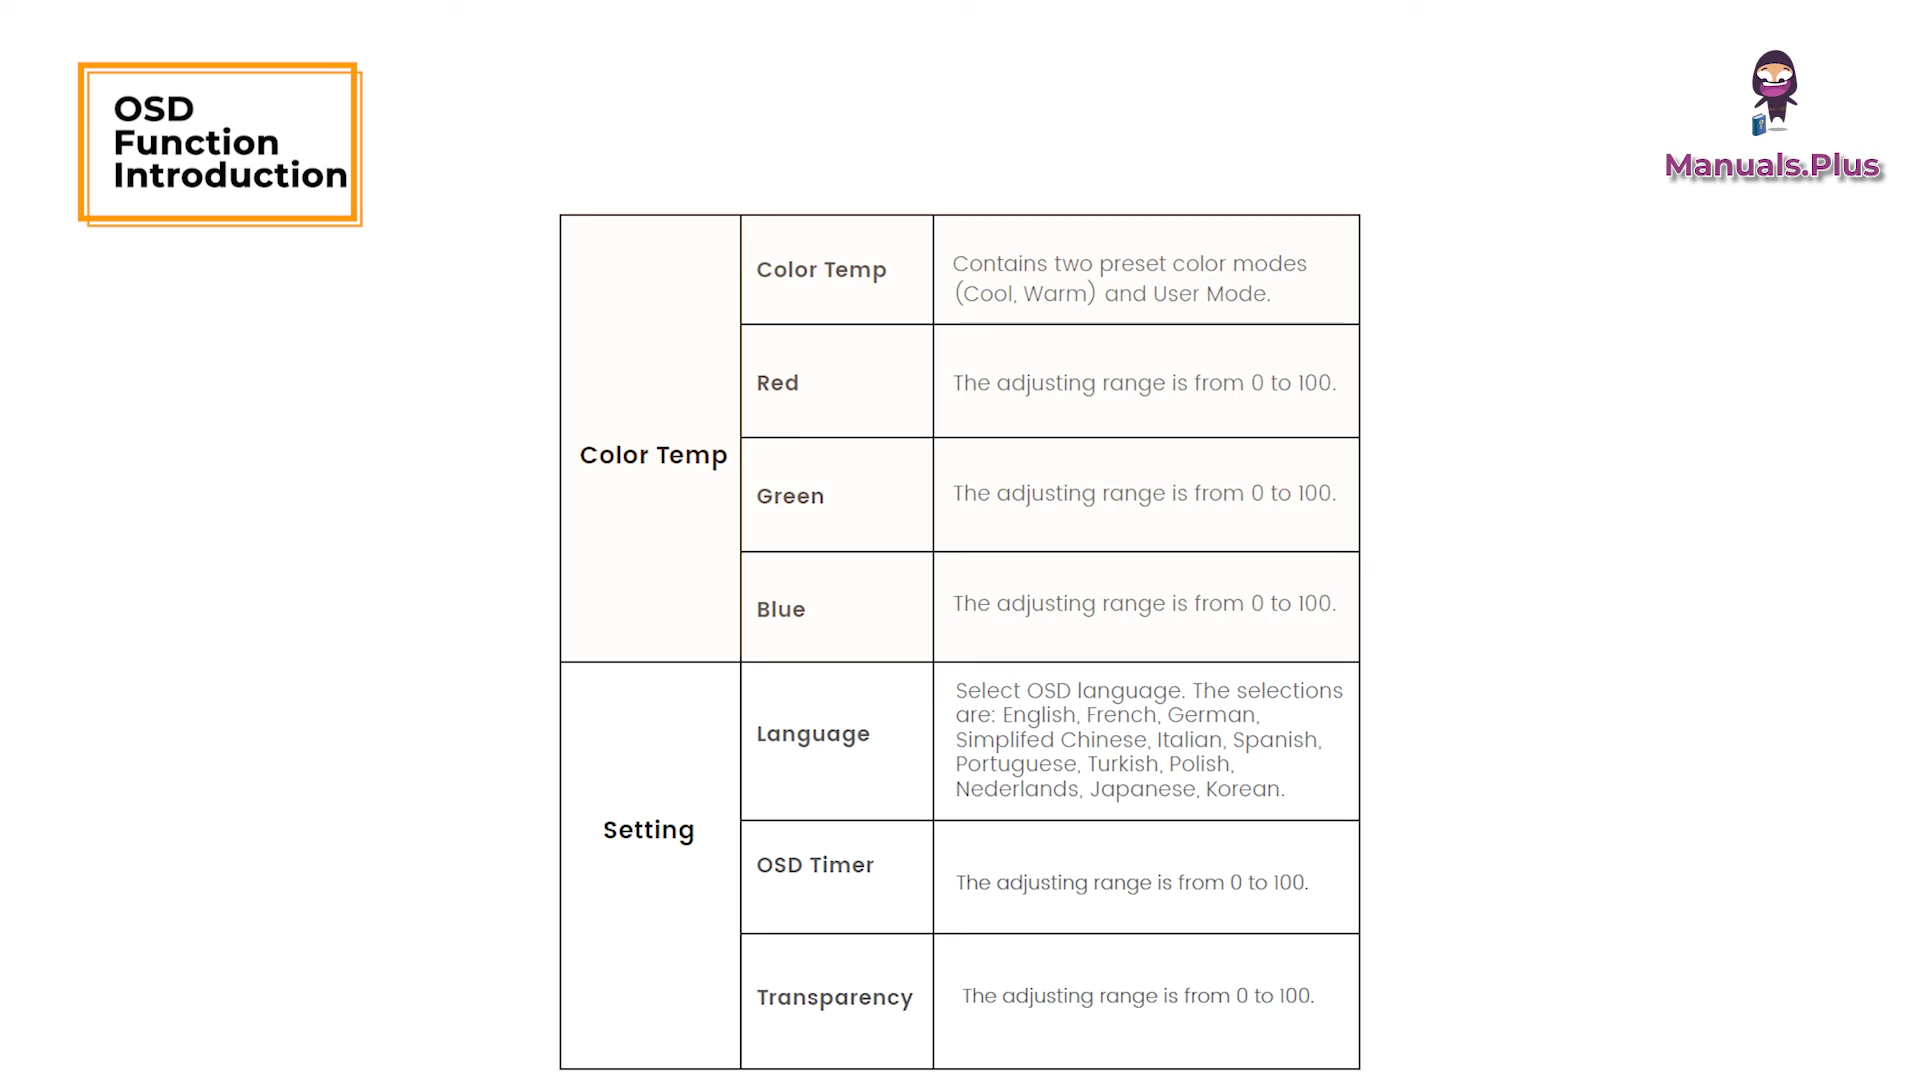 OSD
Function
Introduction
Manuals.Plus
Color Temp
Color Temp
Contains two preset color modes
(Cool, Warm) and User Mode.
Red
The adjusting range is from 0 to 100.
Green
The adjusting range is from 0 to 100.
Blue
The adjusting range is from 0 to 100.
Setting
Language
Select OSD language. The selections
are: English, French, German,
Simplifed Chinese, Italian, Spanish,
Portuguese, Turkish, Polish,
Nederlands, Japanese, Korean.
OSD Timer
The adjusting range is from 0 to 100.
Transparency
The adjusting range is from 0 to 100.